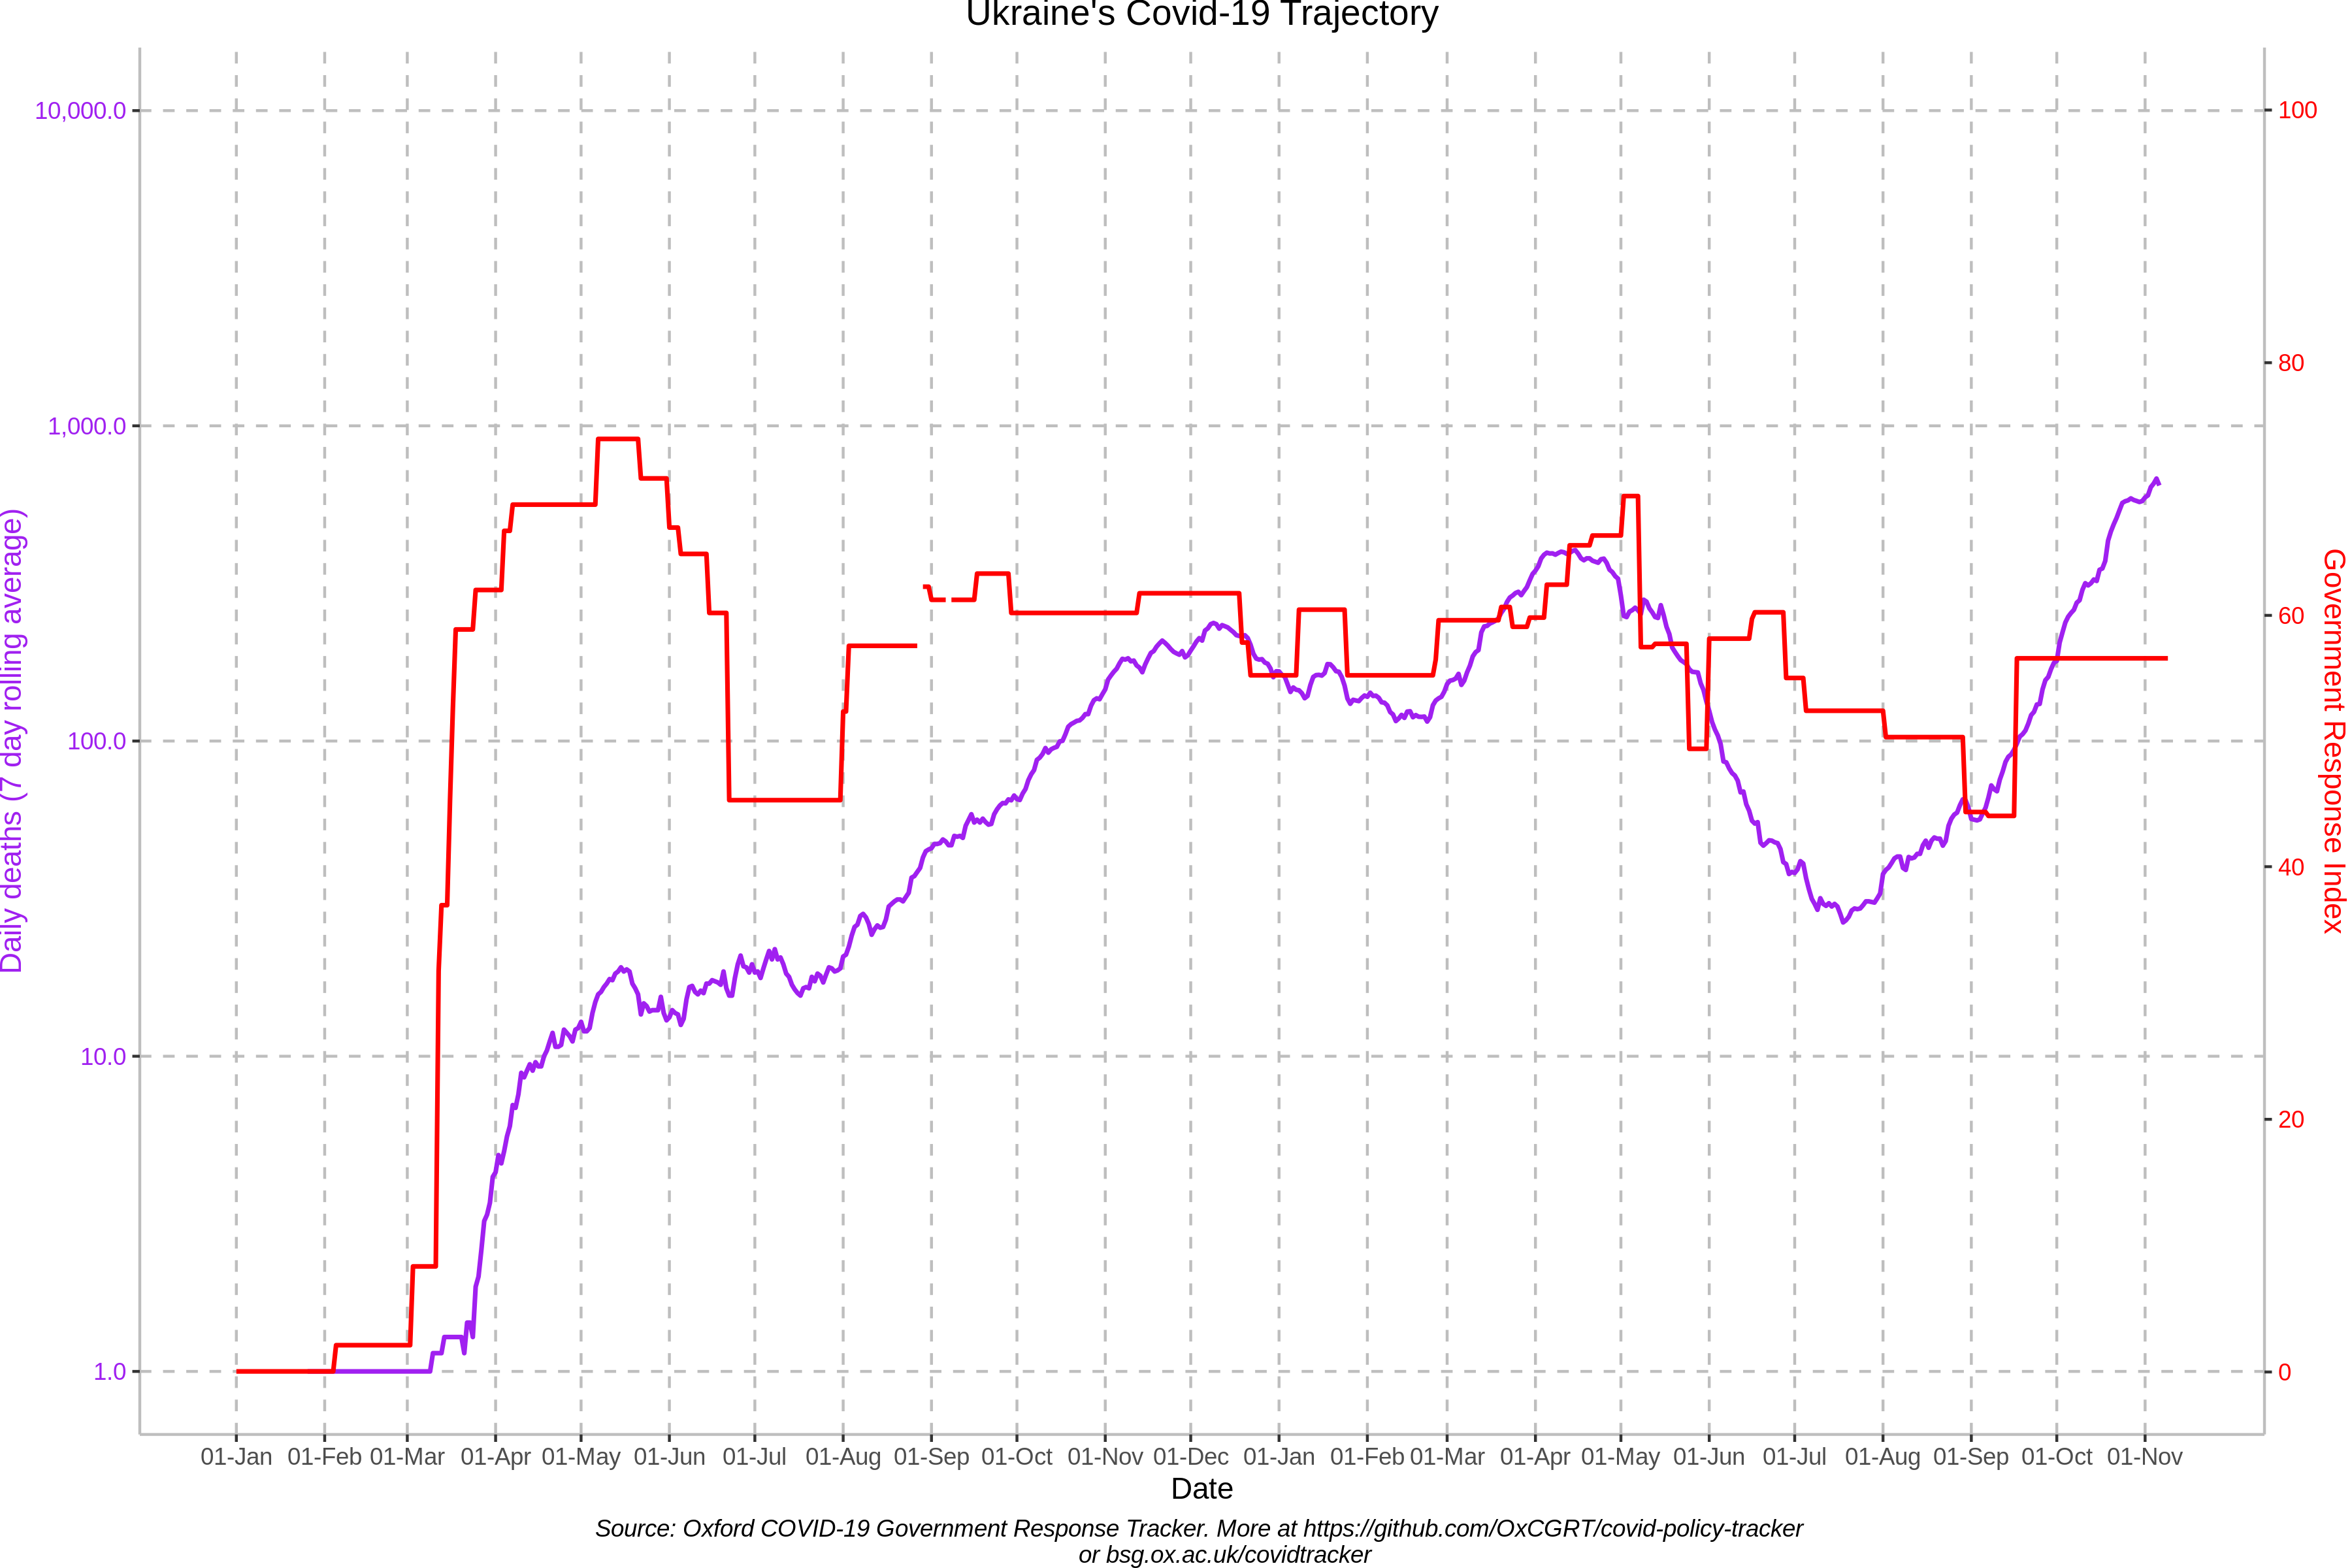 Ukraine's Covid-19 Trajectory
10,000.0
1,000.0
100.0
10.0
1.0
Daily deaths (7 day rolling average)
100
80
60
40
20
0
Government Response Index
01-Jan 01-Feb 01-Mar 01-Apr 01-May 01-Jun 01-Jul 01-Aug 01-Sep 01-Oct 01-Nov 01-Dec 01-Jan 01-Feb 01-Mar 01-Apr 01-May 01-Jun 01-Jul 01-Aug 01-Sep 01-Oct 01-Nov
Date
Source: Oxford COVID-19 Government Response Tracker. More at https://github.com/OxCGRT/covid-policy-tracker
or bsg.ox.ac.uk/covidtracker